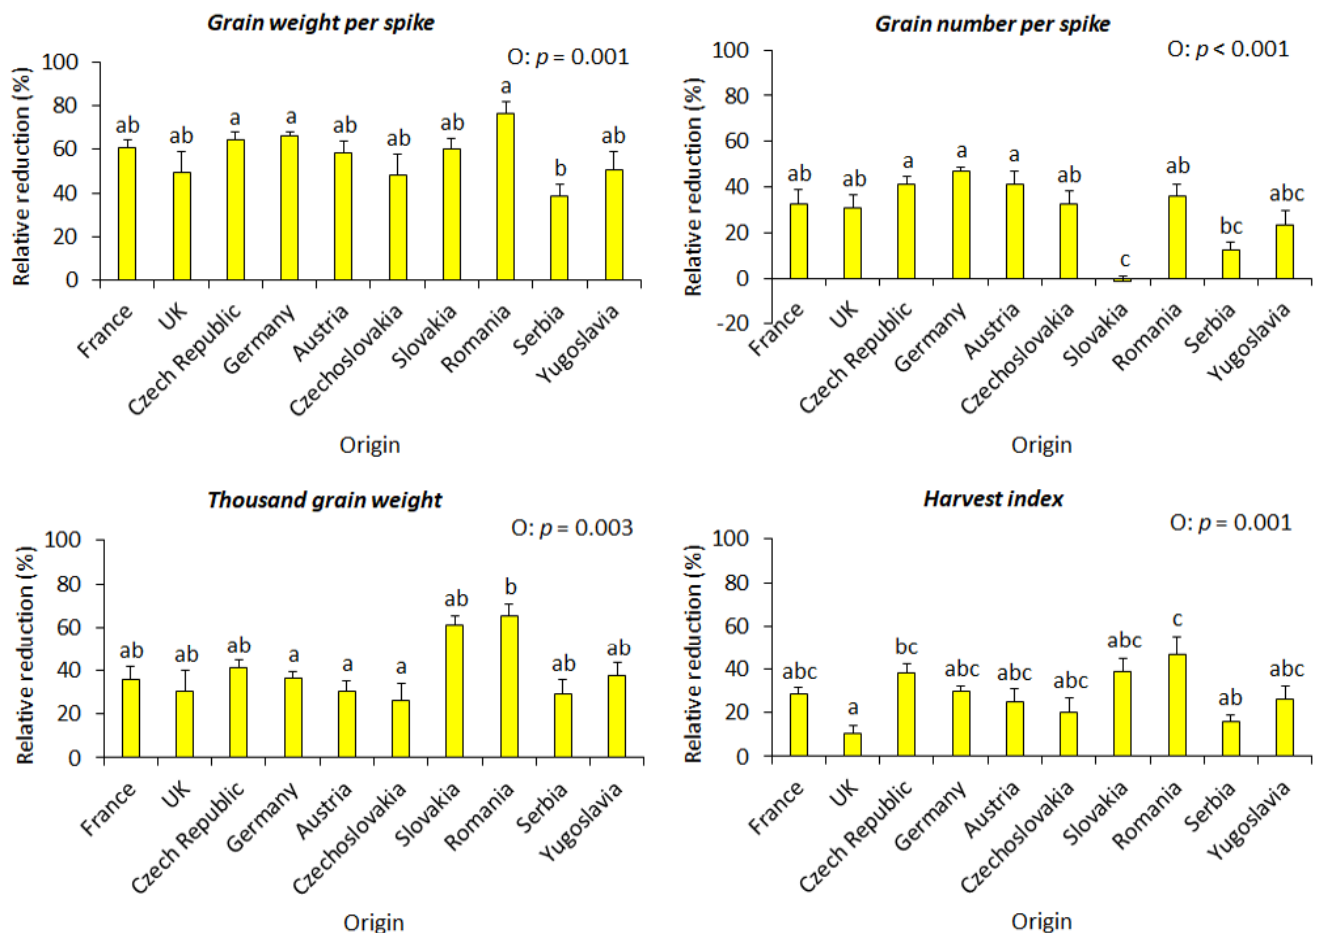 Grain weight per spike
O: p = 0.001
Relative reduction (%)
100
80
60
40
20
0
ab
ab
a
a
ab
ab
ab
a
b
ab
France
UK
Czech Republic
Germany
Austria
Czechoslovakia
Slovakia
Romania
Serbia
Yugoslavia
Origin
Grain number per spike
O: p < 0.001
Relative reduction (%)
100
80
60
40
20
0
-20
ab
ab
a
a
a
ab
c
ab
bc
abc
France
UK
Czech Republic
Germany
Austria
Czechoslovakia
Slovakia
Romania
Serbia
Yugoslavia
Origin
Thousand grain weight
O: p = 0.003
Relative reduction (%)
100
80
60
40
20
0
ab
ab
ab
a
a
a
ab
b
ab
ab
France
UK
Czech Republic
Germany
Austria
Czechoslovakia
Slovakia
Romania
Serbia
Yugoslavia
Origin
Harvest index
O: p = 0.001
Relative reduction (%)
100
80
60
40
20
0
abc
a
bc
abc
abc
abc
abc
c
ab
abc
France
UK
Czech Republic
Germany
Austria
Czechoslovakia
Slovakia
Romania
Serbia
Yugoslavia
Origin